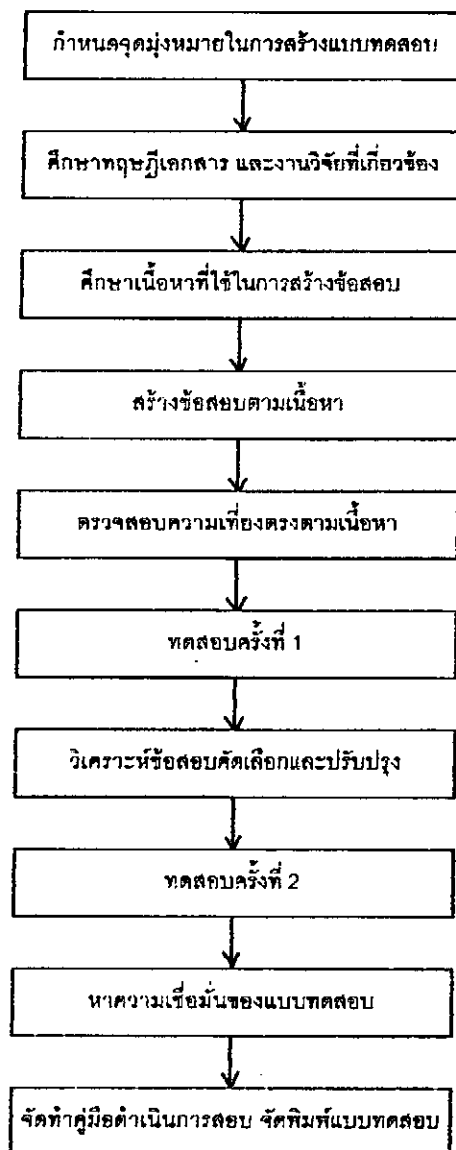 กำหนดจุดมุ่งหมายในการสร้างแบบทดสอบ
ศึกษาทฤษฎีเอกสาร และงานวิจัยที่เกี่ยวข้อง
ศึกษาเนื้อหาที่ใช้ในการสร้างข้อสอบ
สร้างข้อสอบตามเนื้อหา
ตรวจสอบความเที่ยงตรงตามเนื้อหา
ทดสอบครั้งที่ 1
วิเคราะห์ข้อสอบคัดเลือกและปรับปรุง
ทดสอบครั้งที่ 2
หาความเชื่อมั่นของแบบทดสอบ
จัดทำคู่มือดำเนินการสอบ จัดพิมพ์แบบทดสอบ